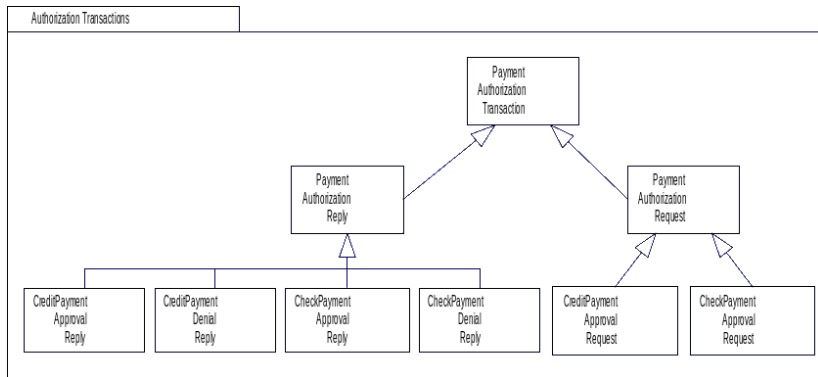 Authorization Transactions
Payment
Authorization
Transaction
Payment
Authorization
Reply
Payment
Authorization
Request
CreditPayment
Approval
Reply
CreditPayment
Denial
Reply
CheckPayment
Approval
Reply
CheckPayment
Denial
Reply
CreditPayment
Approval
Request
CheckPayment
Approval
Request